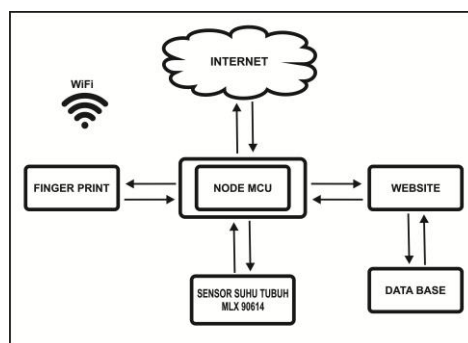 INTERNET
WiFi
FINGER PRINT
NODE MCU
WEBSITE
SENSOR SUHU TUBUH
MLX 90614
DATA BASE